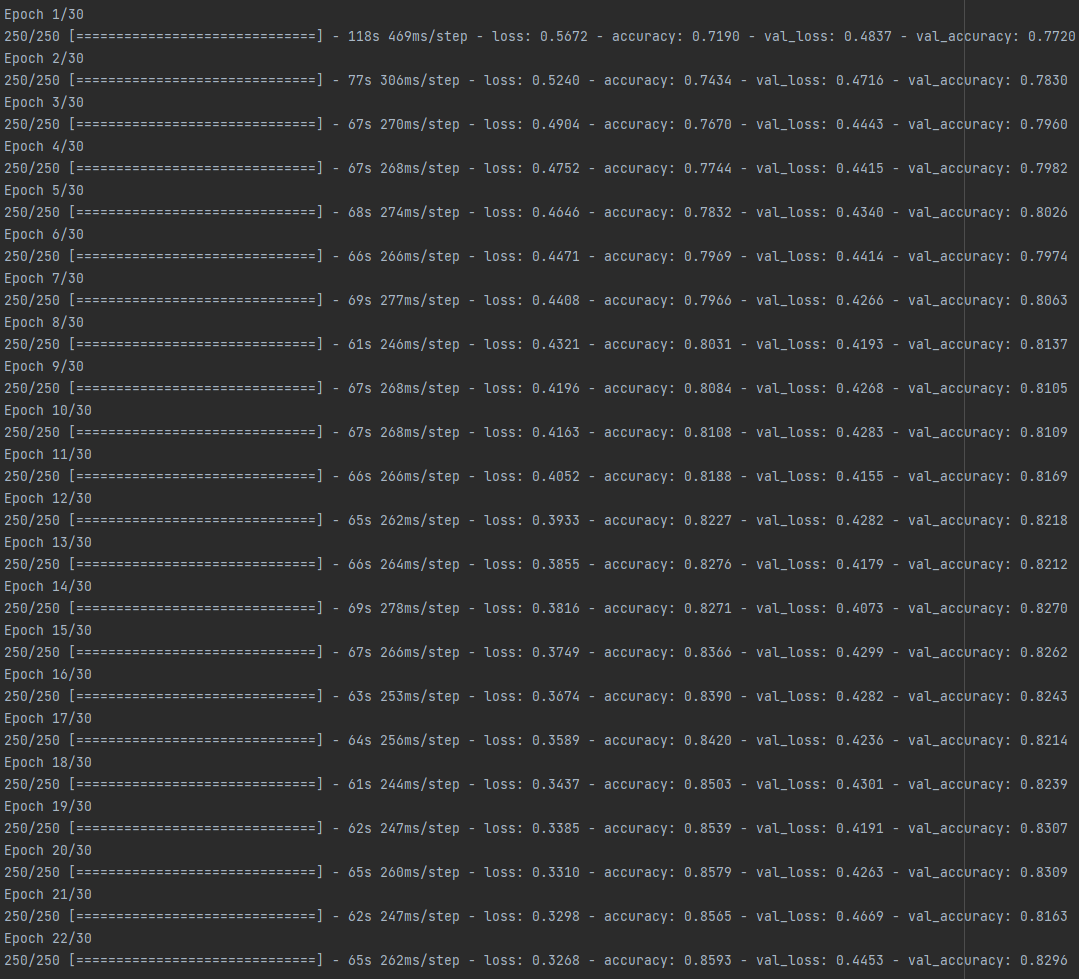 Epoch 1/30
250/250 [==============================] - 118s 469ms/step - loss: 0.5672 - accuracy: 0.7190 - val_loss: 0.4837 - val_accuracy: 0.7720
Epoch 2/30
250/250 [==============================] - 77s 306ms/step - loss: 0.5240 - accuracy: 0.7434 - val_loss: 0.4716 - val_accuracy: 0.7830
Epoch 3/30
250/250 [==============================] - 67s 270ms/step - loss: 0.4904 - accuracy: 0.7670 - val_loss: 0.4443 - val_accuracy: 0.7960
Epoch 4/30
250/250 [==============================] - 67s 268ms/step - loss: 0.4752 - accuracy: 0.7744 - val_loss: 0.4415 - val_accuracy: 0.7982
Epoch 5/30
250/250 [==============================] - 68s 274ms/step - loss: 0.4646 - accuracy: 0.7832 - val_loss: 0.4340 - val_accuracy: 0.8026
Epoch 6/30
250/250 [==============================] - 66s 266ms/step - loss: 0.4471 - accuracy: 0.7969 - val_loss: 0.4414 - val_accuracy: 0.7974
Epoch 7/30
250/250 [==============================] - 69s 277ms/step - loss: 0.4408 - accuracy: 0.7966 - val_loss: 0.4266 - val_accuracy: 0.8063
Epoch 8/30
250/250 [==============================] - 61s 246ms/step - loss: 0.4321 - accuracy: 0.8031 - val_loss: 0.4193 - val_accuracy: 0.8137
Epoch 9/30
250/250 [==============================] - 67s 268ms/step - loss: 0.4196 - accuracy: 0.8084 - val_loss: 0.4268 - val_accuracy: 0.8105
Epoch 10/30
250/250 [==============================] - 67s 268ms/step - loss: 0.4163 - accuracy: 0.8108 - val_loss: 0.4283 - val_accuracy: 0.8109
Epoch 11/30
250/250 [==============================] - 66s 266ms/step - loss: 0.4052 - accuracy: 0.8188 - val_loss: 0.4155 - val_accuracy: 0.8169
Epoch 12/30
250/250 [==============================] - 65s 262ms/step - loss: 0.3933 - accuracy: 0.8227 - val_loss: 0.4282 - val_accuracy: 0.8218
Epoch 13/30
250/250 [==============================] - 66s 264ms/step - loss: 0.3855 - accuracy: 0.8276 - val_loss: 0.4179 - val_accuracy: 0.8212
Epoch 14/30
250/250 [==============================] - 69s 278ms/step - loss: 0.3816 - accuracy: 0.8271 - val_loss: 0.4073 - val_accuracy: 0.8270
Epoch 15/30
250/250 [==============================] - 67s 266ms/step - loss: 0.3749 - accuracy: 0.8366 - val_loss: 0.4299 - val_accuracy: 0.8262
Epoch 16/30
250/250 [==============================] - 63s 253ms/step - loss: 0.3674 - accuracy: 0.8390 - val_loss: 0.4282 - val_accuracy: 0.8243
Epoch 17/30
250/250 [==============================] - 64s 256ms/step - loss: 0.3589 - accuracy: 0.8420 - val_loss: 0.4236 - val_accuracy: 0.8214
Epoch 18/30
250/250 [==============================] - 61s 244ms/step - loss: 0.3437 - accuracy: 0.8503 - val_loss: 0.4301 - val_accuracy: 0.8239
Epoch 19/30
250/250 [==============================] - 62s 247ms/step - loss: 0.3385 - accuracy: 0.8539 - val_loss: 0.4191 - val_accuracy: 0.8307
Epoch 20/30
250/250 [==============================] - 65s 260ms/step - loss: 0.3310 - accuracy: 0.8579 - val_loss: 0.4263 - val_accuracy: 0.8309
Epoch 21/30
250/250 [==============================] - 62s 247ms/step - loss: 0.3298 - accuracy: 0.8565 - val_loss: 0.4669 - val_accuracy: 0.8163
Epoch 22/30
250/250 [==============================] - 65s 262ms/step - loss: 0.3268 - accuracy: 0.8593 - val_loss: 0.4453 - val_accuracy: 0.8296